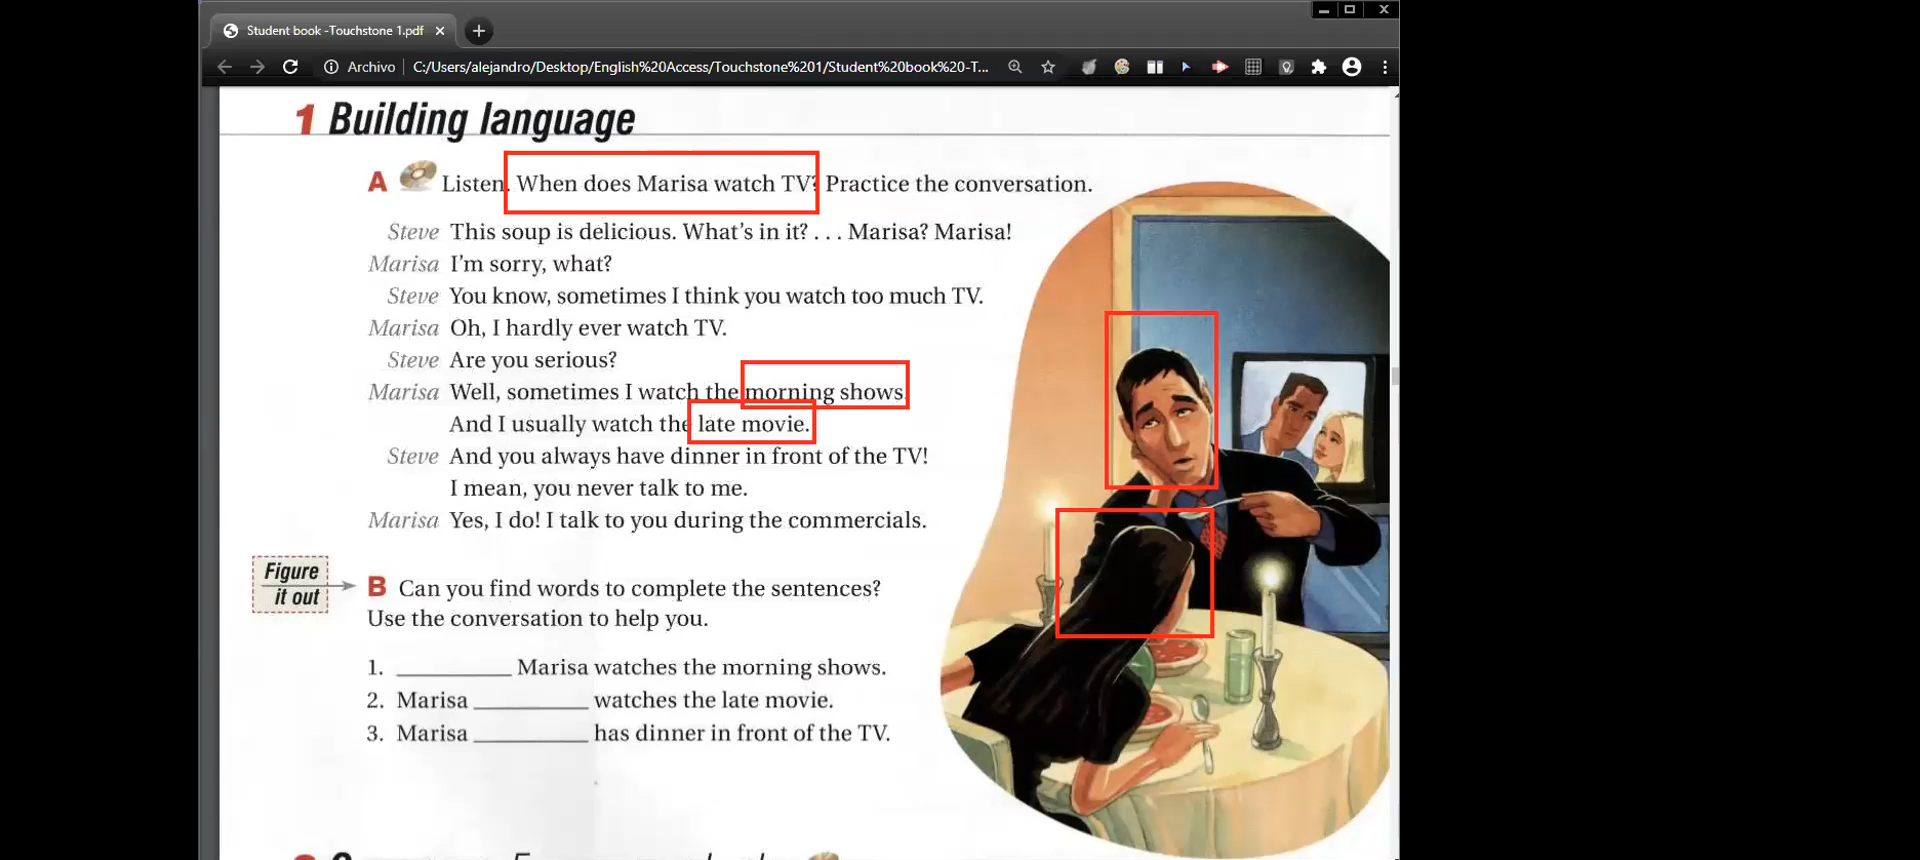 Student book -Touchstone 1.pdf
Archivo C:/Users/alejandro/Desktop/English%20Access/Touchstone%201/Student%20book%20-T...
1 Building language
A Listen. When does Marisa watch TV? Practice the conversation.
Steve This soup is delicious. What's in it? . . . Marisa? Marisa!
Marisa I'm sorry, what?
Steve You know, sometimes I think you watch too much TV.
Marisa Oh, I hardly ever watch TV.
Steve Are you serious?
Marisa Well, sometimes I watch the morning shows.
And I usually watch the late movie.
Steve And you always have dinner in front of the TV!
I mean, you never talk to me.
Marisa Yes, I do! I talk to you during the commercials.
Figure
it out
B Can you find words to complete the sentences?
Use the conversation to help you.
1. __________ Marisa watches the morning shows.
2. Marisa __________ watches the late movie.
3. Marisa __________ has dinner in front of the TV.